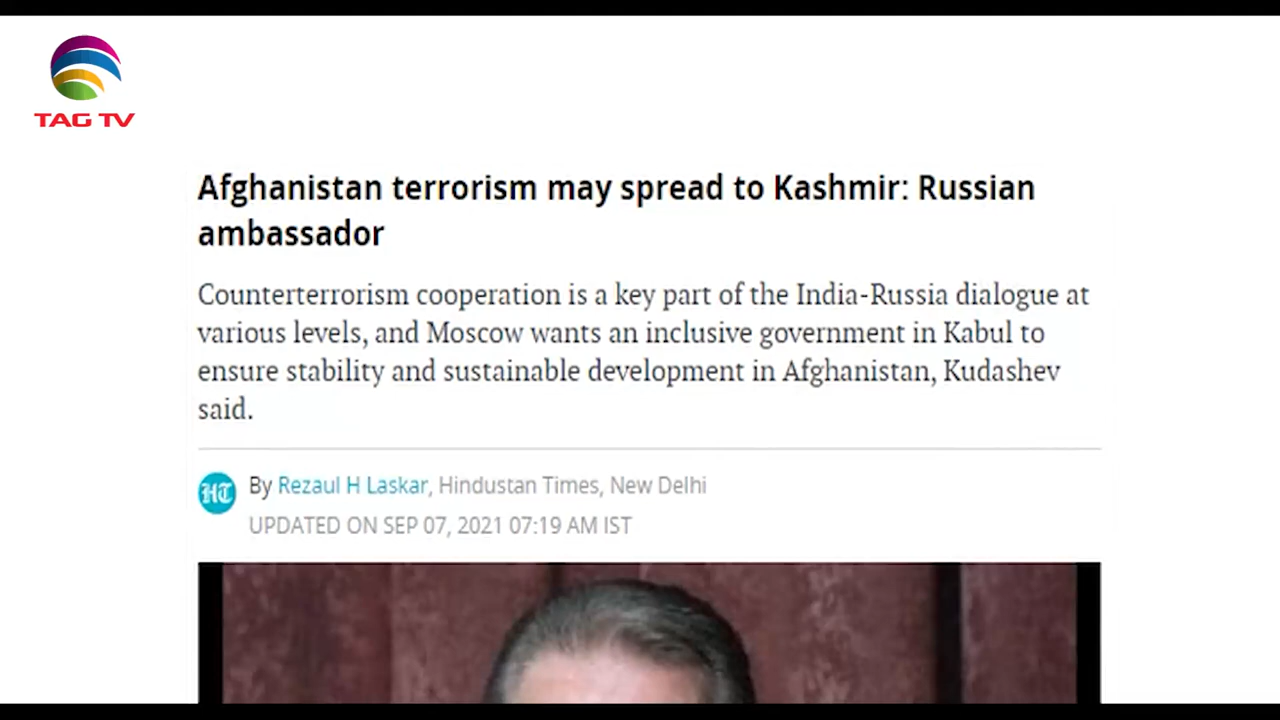 TAG TV
Afghanistan terrorism may spread to Kashmir: Russian
ambassador
Counterterrorism cooperation is a key part of the India-Russia dialogue at
various levels, and Moscow wants an inclusive government in Kabul to
ensure stability and sustainable development in Afghanistan, Kudashev
said.
HT
By Rezaul H Laskar, Hindustan Times, New Delhi
UPDATED ON SEP 07, 2021 07:19 AM IST